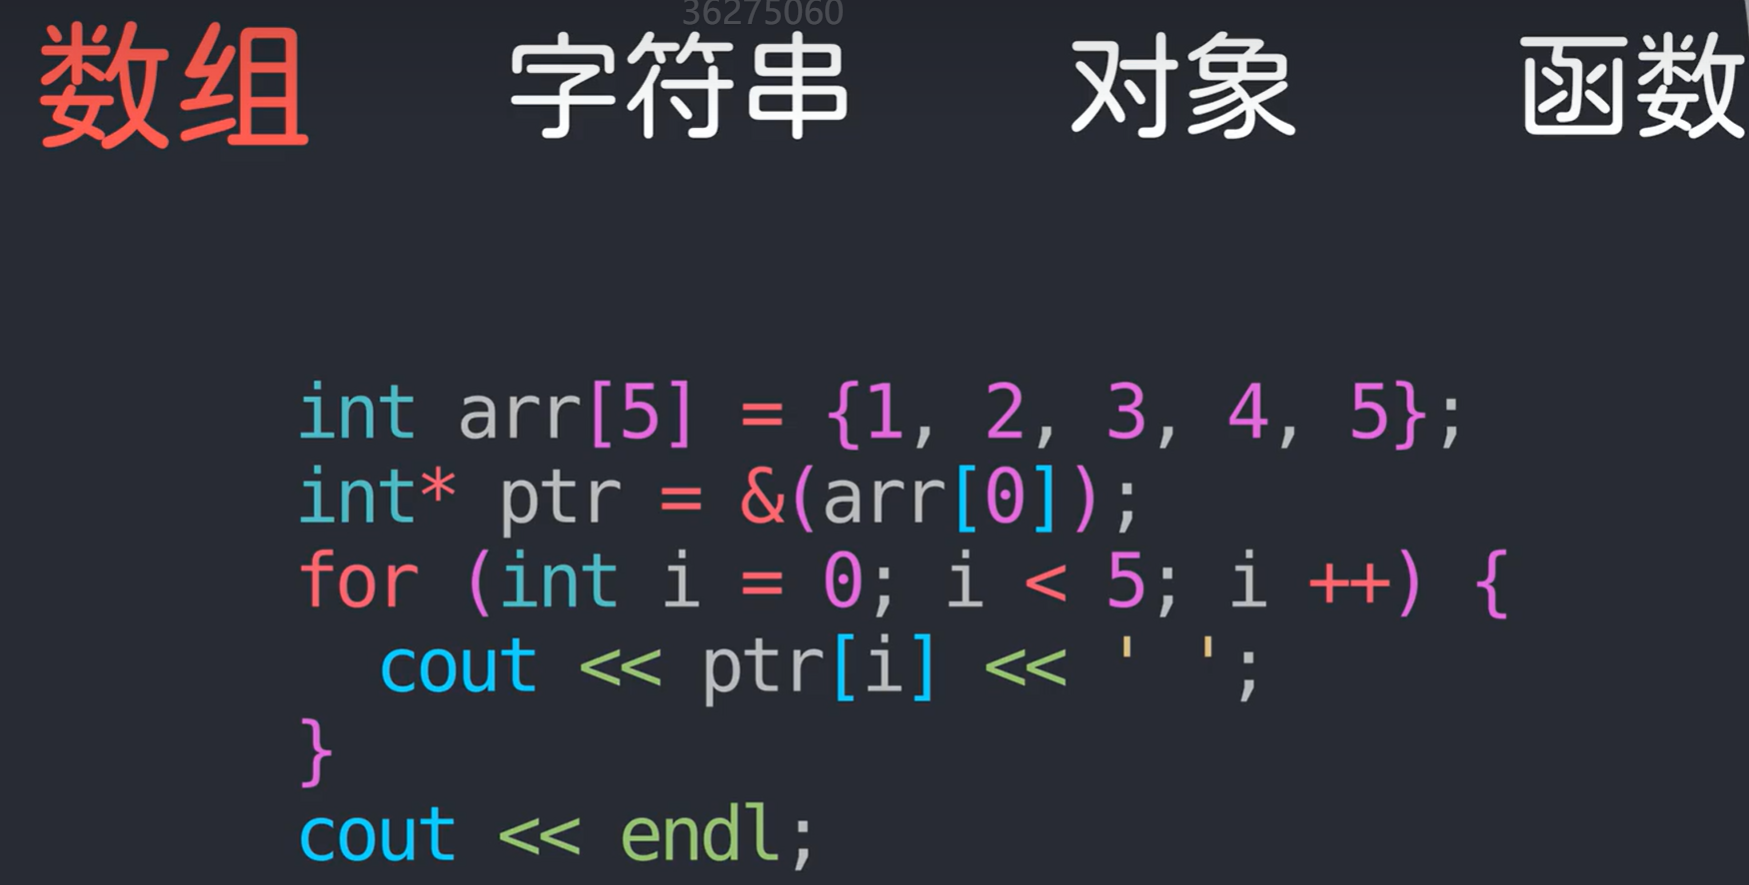 36275060
数组 字符串 对象 函数
int arr[5] = {1, 2, 3, 4, 5};
int* ptr = &(arr[0]);
for (int i = 0; i < 5; i ++) {
  cout << ptr[i] << ' ';
}
cout << endl;